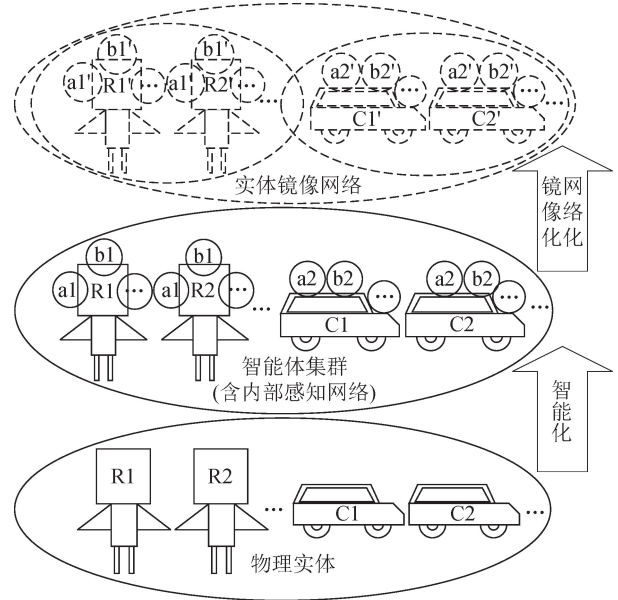 b1' b1'
a1' R1' ... a1' R2' ... ...
a2' b2' ... a2' b2' ... ...
C1' C2'
实体镜像网络
镜网
像络
化化
b1 b1
a1 R1 ... a1 R2 ... ...
a2 b2 ... a2 b2 ... ...
C1 C2
智能体集群
(含内部感知网络)
智
能
化
R1 R2 ... C1 C2 ...
物理实体